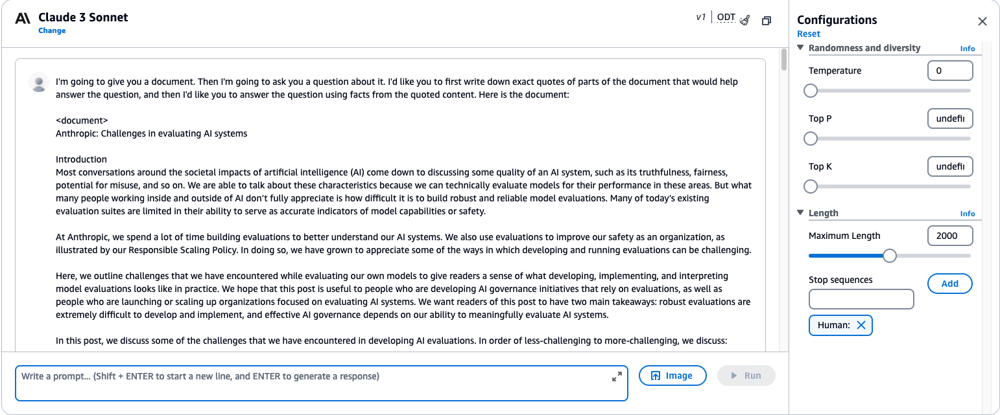 Claude 3 Sonnet
Change
v1 | ODT
I'm going to give you a document. Then I'm going to ask you a question about it. I'd like you to first write down exact quotes of parts of the document that would help
answer the question, and then I'd like you to answer the question using facts from the quoted content. Here is the document:
<document>
Anthropic: Challenges in evaluating AI systems
Introduction
Most conversations around the societal impacts of artificial intelligence (AI) come down to discussing some quality of an AI system, such as its truthfulness, fairness,
potential for misuse, and so on. We are able to talk about these characteristics because we can technically evaluate models for their performance in these areas. But what
many people working inside and outside of AI don’t fully appreciate is how difficult it is to build robust and reliable model evaluations. Many of today’s existing
evaluation suites are limited in their ability to serve as accurate indicators of model capabilities or safety.
At Anthropic, we spend a lot of time building evaluations to better understand our AI systems. We also use evaluations to improve our safety as an organization, as
illustrated by our Responsible Scaling Policy. In doing so, we have grown to appreciate some of the ways in which developing and running evaluations can be challenging.
Here, we outline challenges that we have encountered while evaluating our own models to give readers a sense of what developing, implementing, and interpreting
model evaluations looks like in practice. We hope that this post is useful to people who are developing AI governance initiatives that rely on evaluations, as well as
people who are launching or scaling up organizations focused on evaluating AI systems. We want readers of this post to have two main takeaways: robust evaluations are
extremely difficult to develop and implement, and effective AI governance depends on our ability to meaningfully evaluate AI systems.
In this post, we discuss some of the challenges that we have encountered in developing AI evaluations. In order of less-challenging to more-challenging, we discuss:
Write a prompt... (Shift + ENTER to start a new line, and ENTER to generate a response)
Image
Run
Configurations
Reset
Randomness and diversity Info
Temperature 0
Top P undefi
Top K undefi
Length Info
Maximum Length 2000
Stop sequences Add
Human: